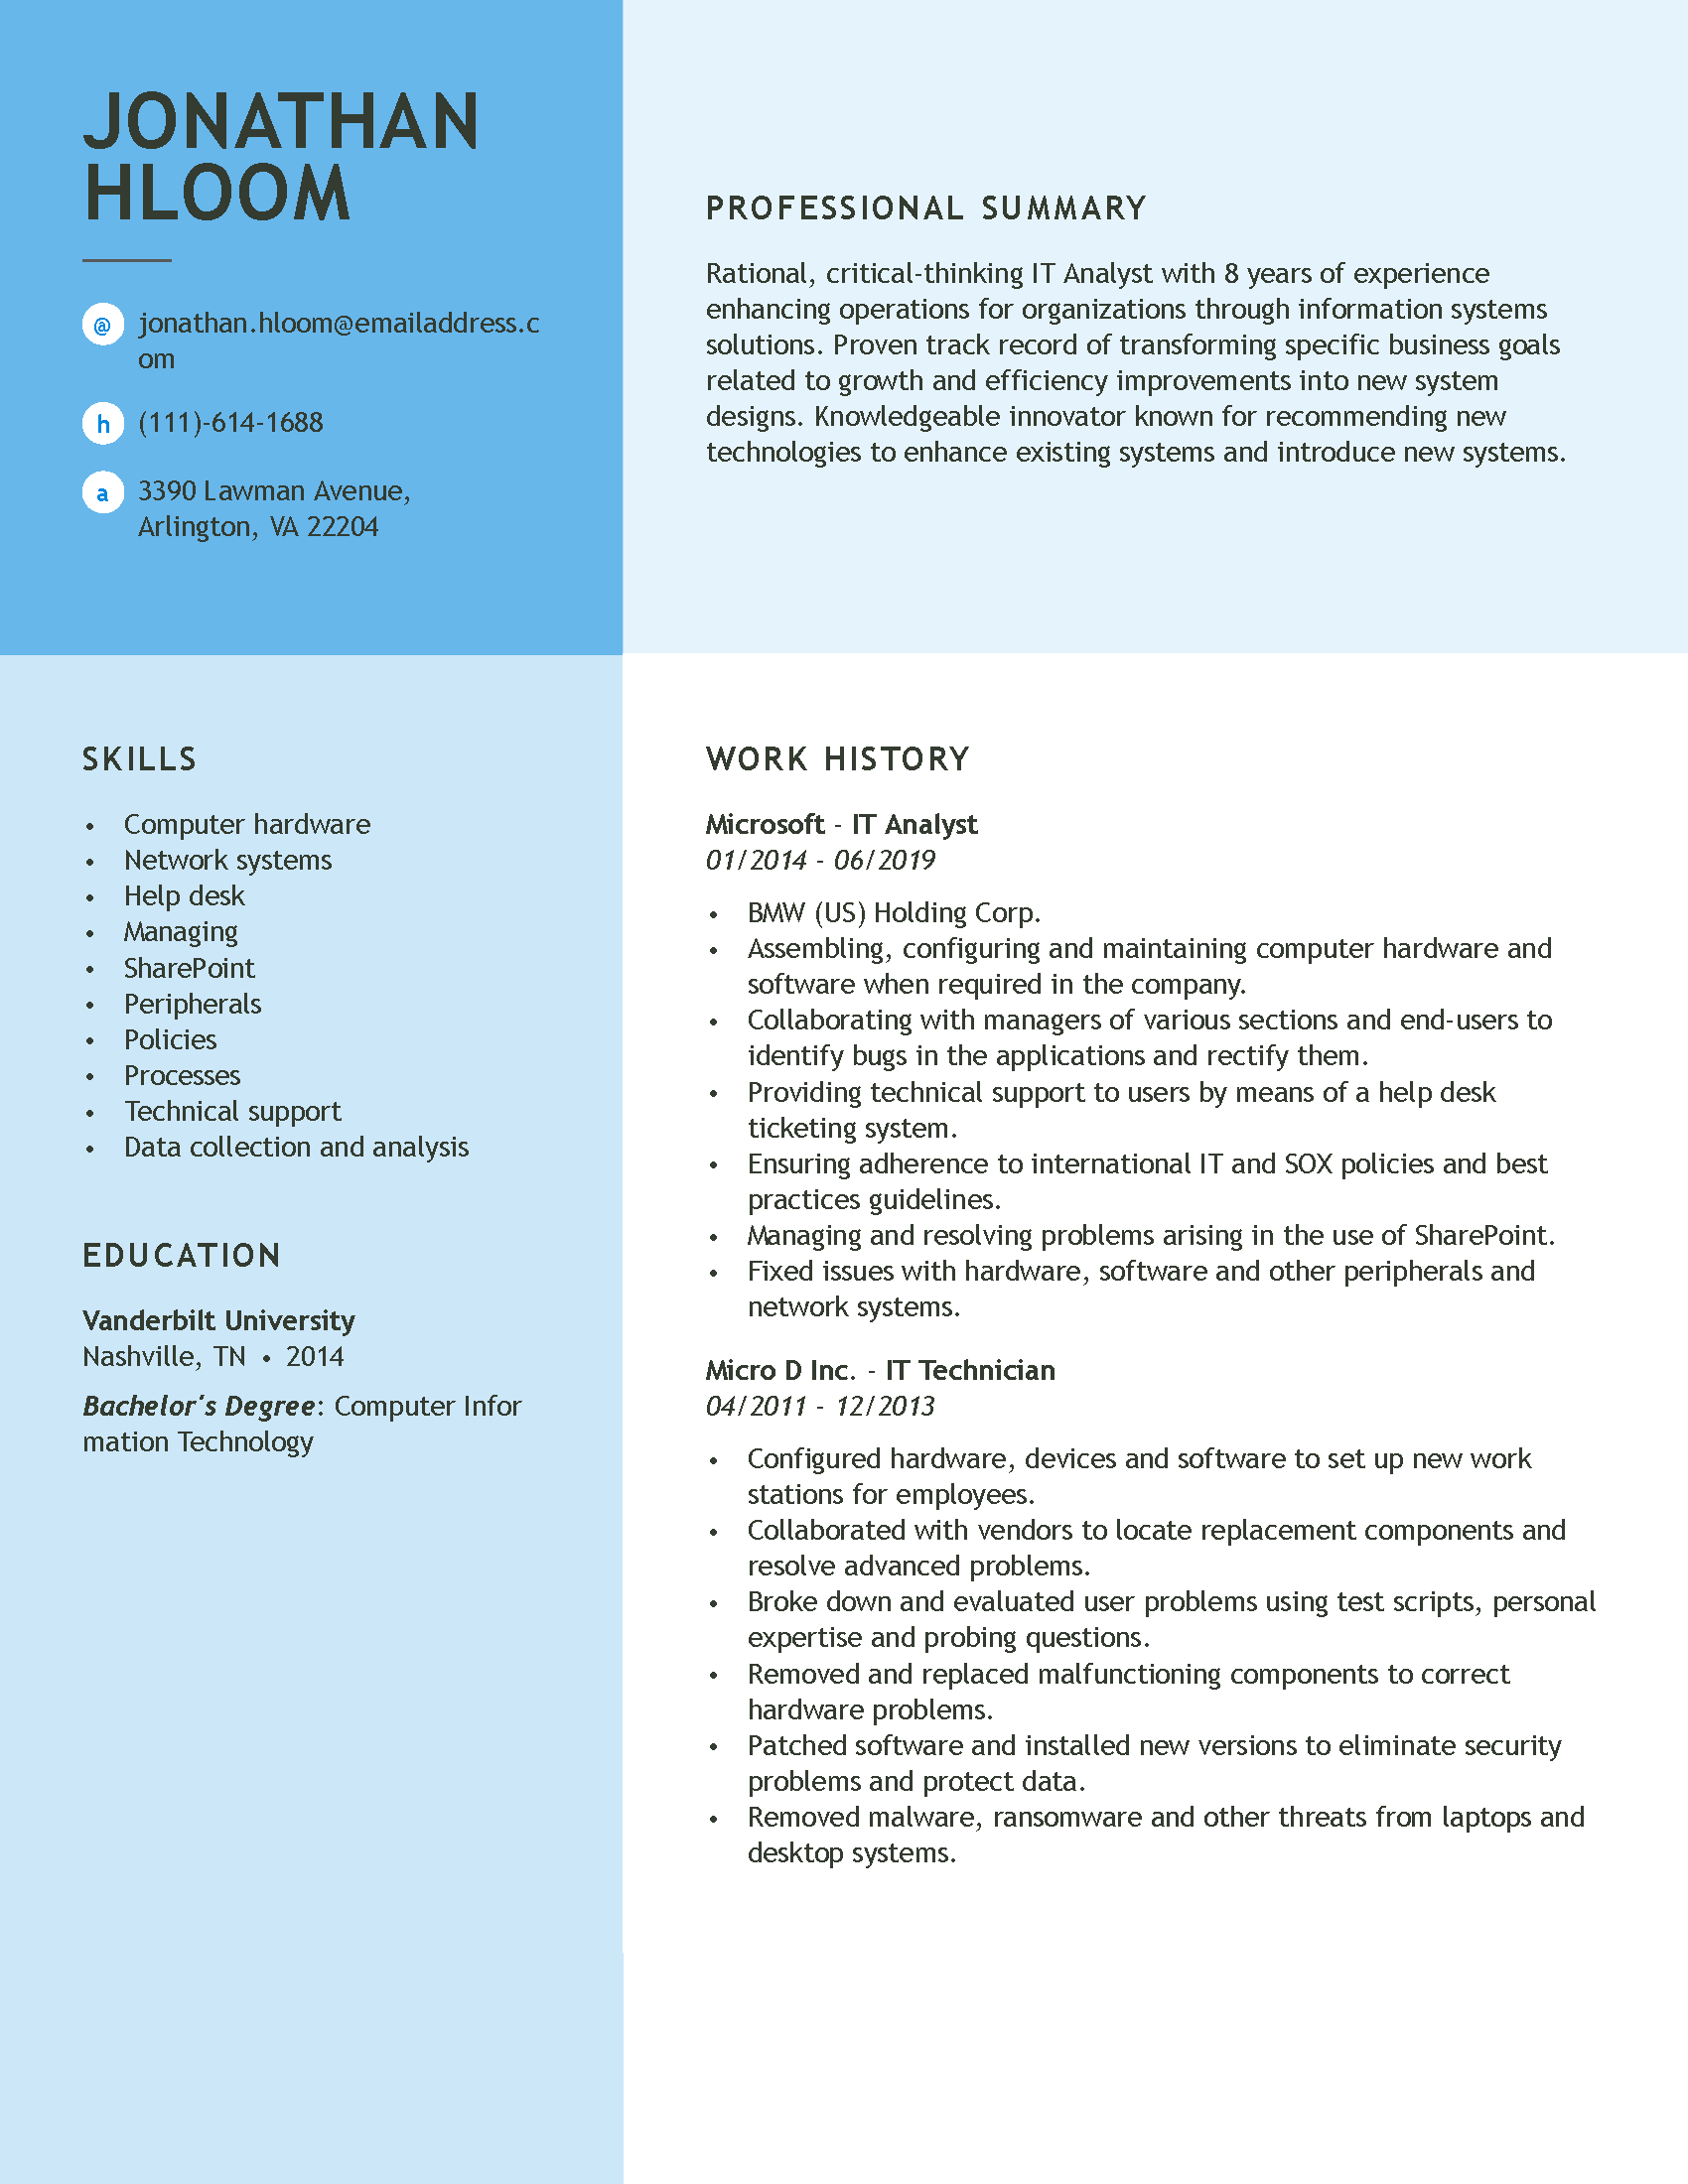 JONATHAN
HLOOM
@ jonathan.hloom@emailaddress.c
om
h (111)-614-1688
a 3390 Lawman Avenue,
Arlington, VA 22204
PROFESSIONAL SUMMARY
Rational, critical-thinking IT Analyst with 8 years of experience
enhancing operations for organizations through information systems
solutions. Proven track record of transforming specific business goals
related to growth and efficiency improvements into new system
designs. Knowledgeable innovator known for recommending new
technologies to enhance existing systems and introduce new systems.
SKILLS
• Computer hardware
• Network systems
• Help desk
• Managing
• SharePoint
• Peripherals
• Policies
• Processes
• Technical support
• Data collection and analysis
EDUCATION
Vanderbilt University
Nashville, TN • 2014
Bachelor's Degree: Computer Infor
mation Technology
WORK HISTORY
Microsoft - IT Analyst
01/2014 - 06/2019
• BMW (US) Holding Corp.
• Assembling, configuring and maintaining computer hardware and
software when required in the company.
• Collaborating with managers of various sections and end-users to
identify bugs in the applications and rectify them.
• Providing technical support to users by means of a help desk
ticketing system.
• Ensuring adherence to international IT and SOX policies and best
practices guidelines.
• Managing and resolving problems arising in the use of SharePoint.
• Fixed issues with hardware, software and other peripherals and
network systems.
Micro D Inc. - IT Technician
04/2011 - 12/2013
• Configured hardware, devices and software to set up new work
stations for employees.
• Collaborated with vendors to locate replacement components and
resolve advanced problems.
• Broke down and evaluated user problems using test scripts, personal
expertise and probing questions.
• Removed and replaced malfunctioning components to correct
hardware problems.
• Patched software and installed new versions to eliminate security
problems and protect data.
• Removed malware, ransomware and other threats from laptops and
desktop systems.